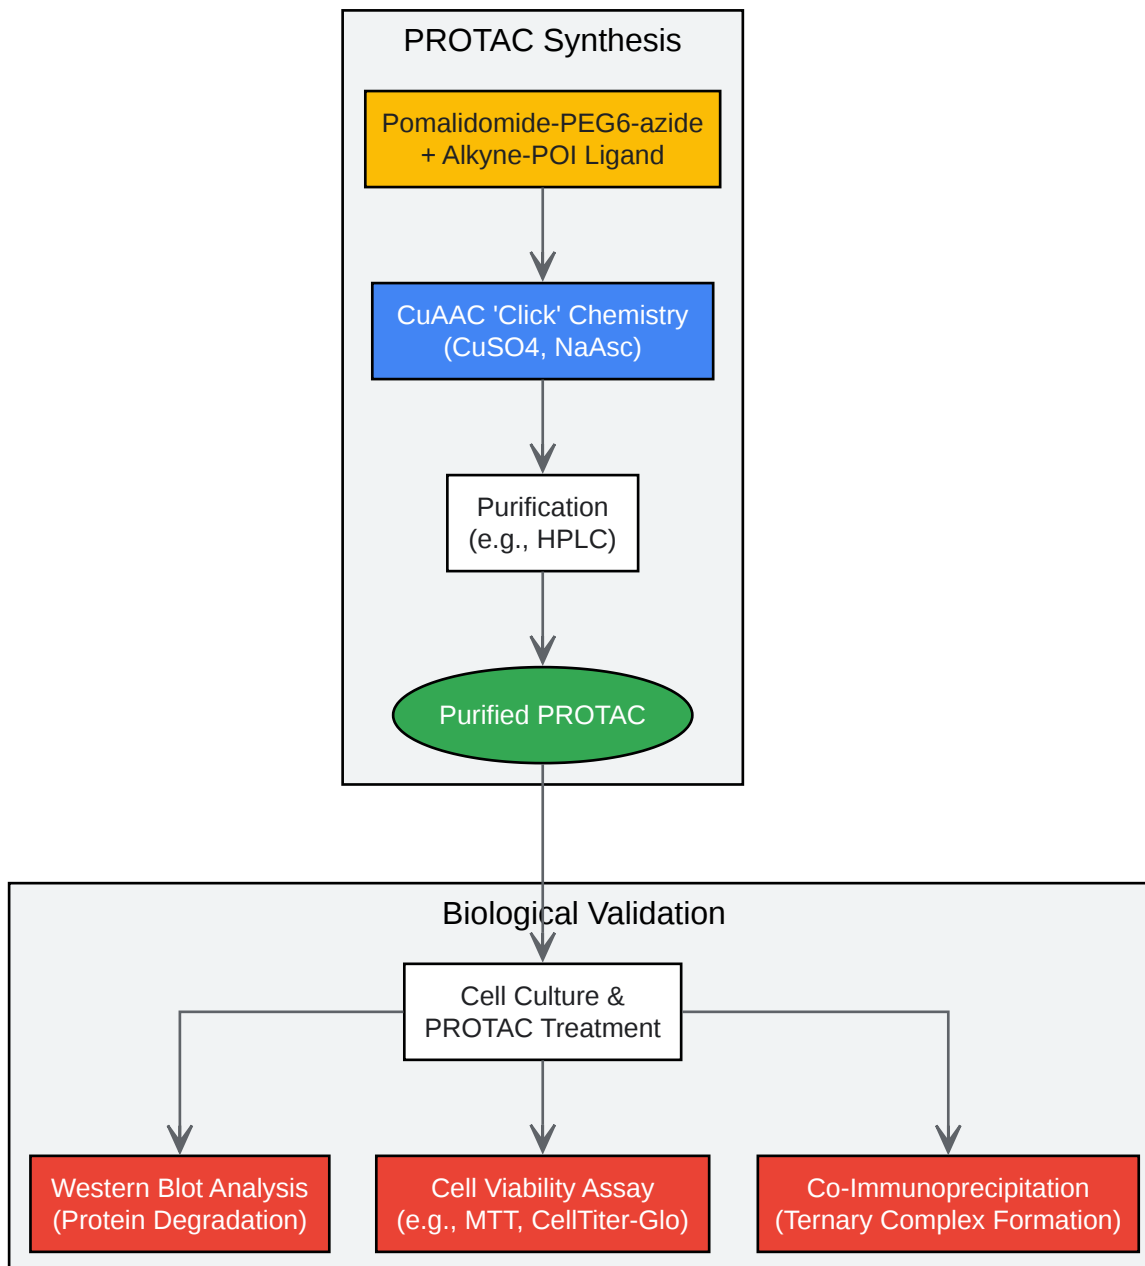 PROTAC Synthesis
Pomalidomide-PEG6-azide
+ Alkyne-POI Ligand
CuAAC 'Click' Chemistry
(CuSO4, NaAsc)
Purification
(e.g., HPLC)
Purified PROTAC
Biological Validation
Cell Culture &
PROTAC Treatment
Western Blot Analysis
(Protein Degradation)
Cell Viability Assay
(e.g., MTT, CellTiter-Glo)
Co-Immunoprecipitation
(Ternary Complex Formation)